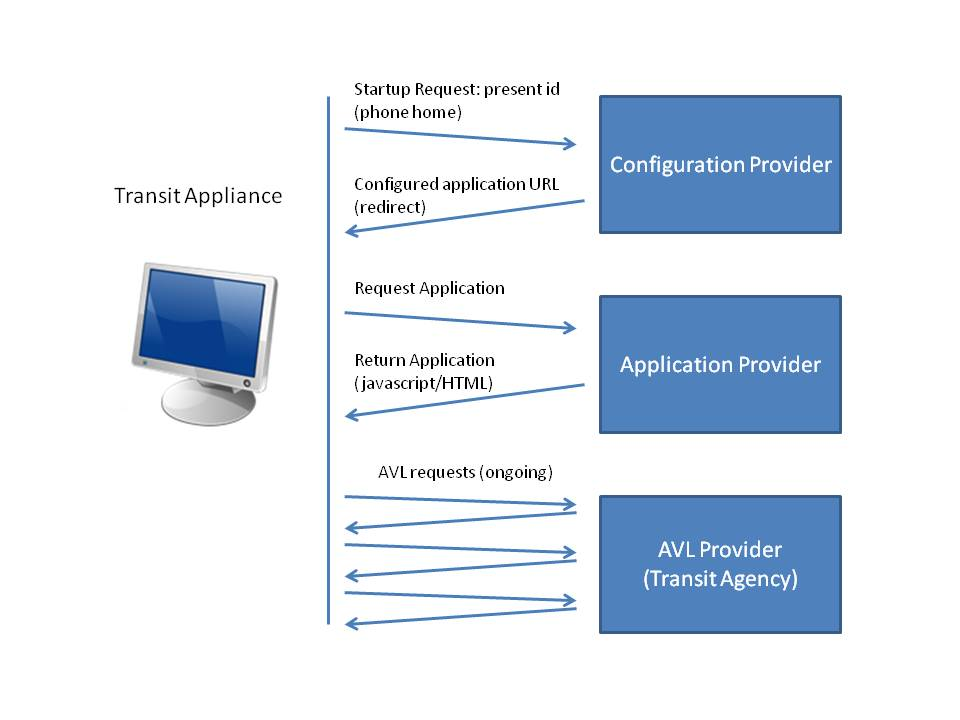 Startup Request: present id
(phone home)
Configuration Provider
Transit Appliance
Configured application URL
(redirect)
Request Application
Application Provider
Return Application
(javascript/HTML)
AVL requests (ongoing)
AVL Provider
(Transit Agency)